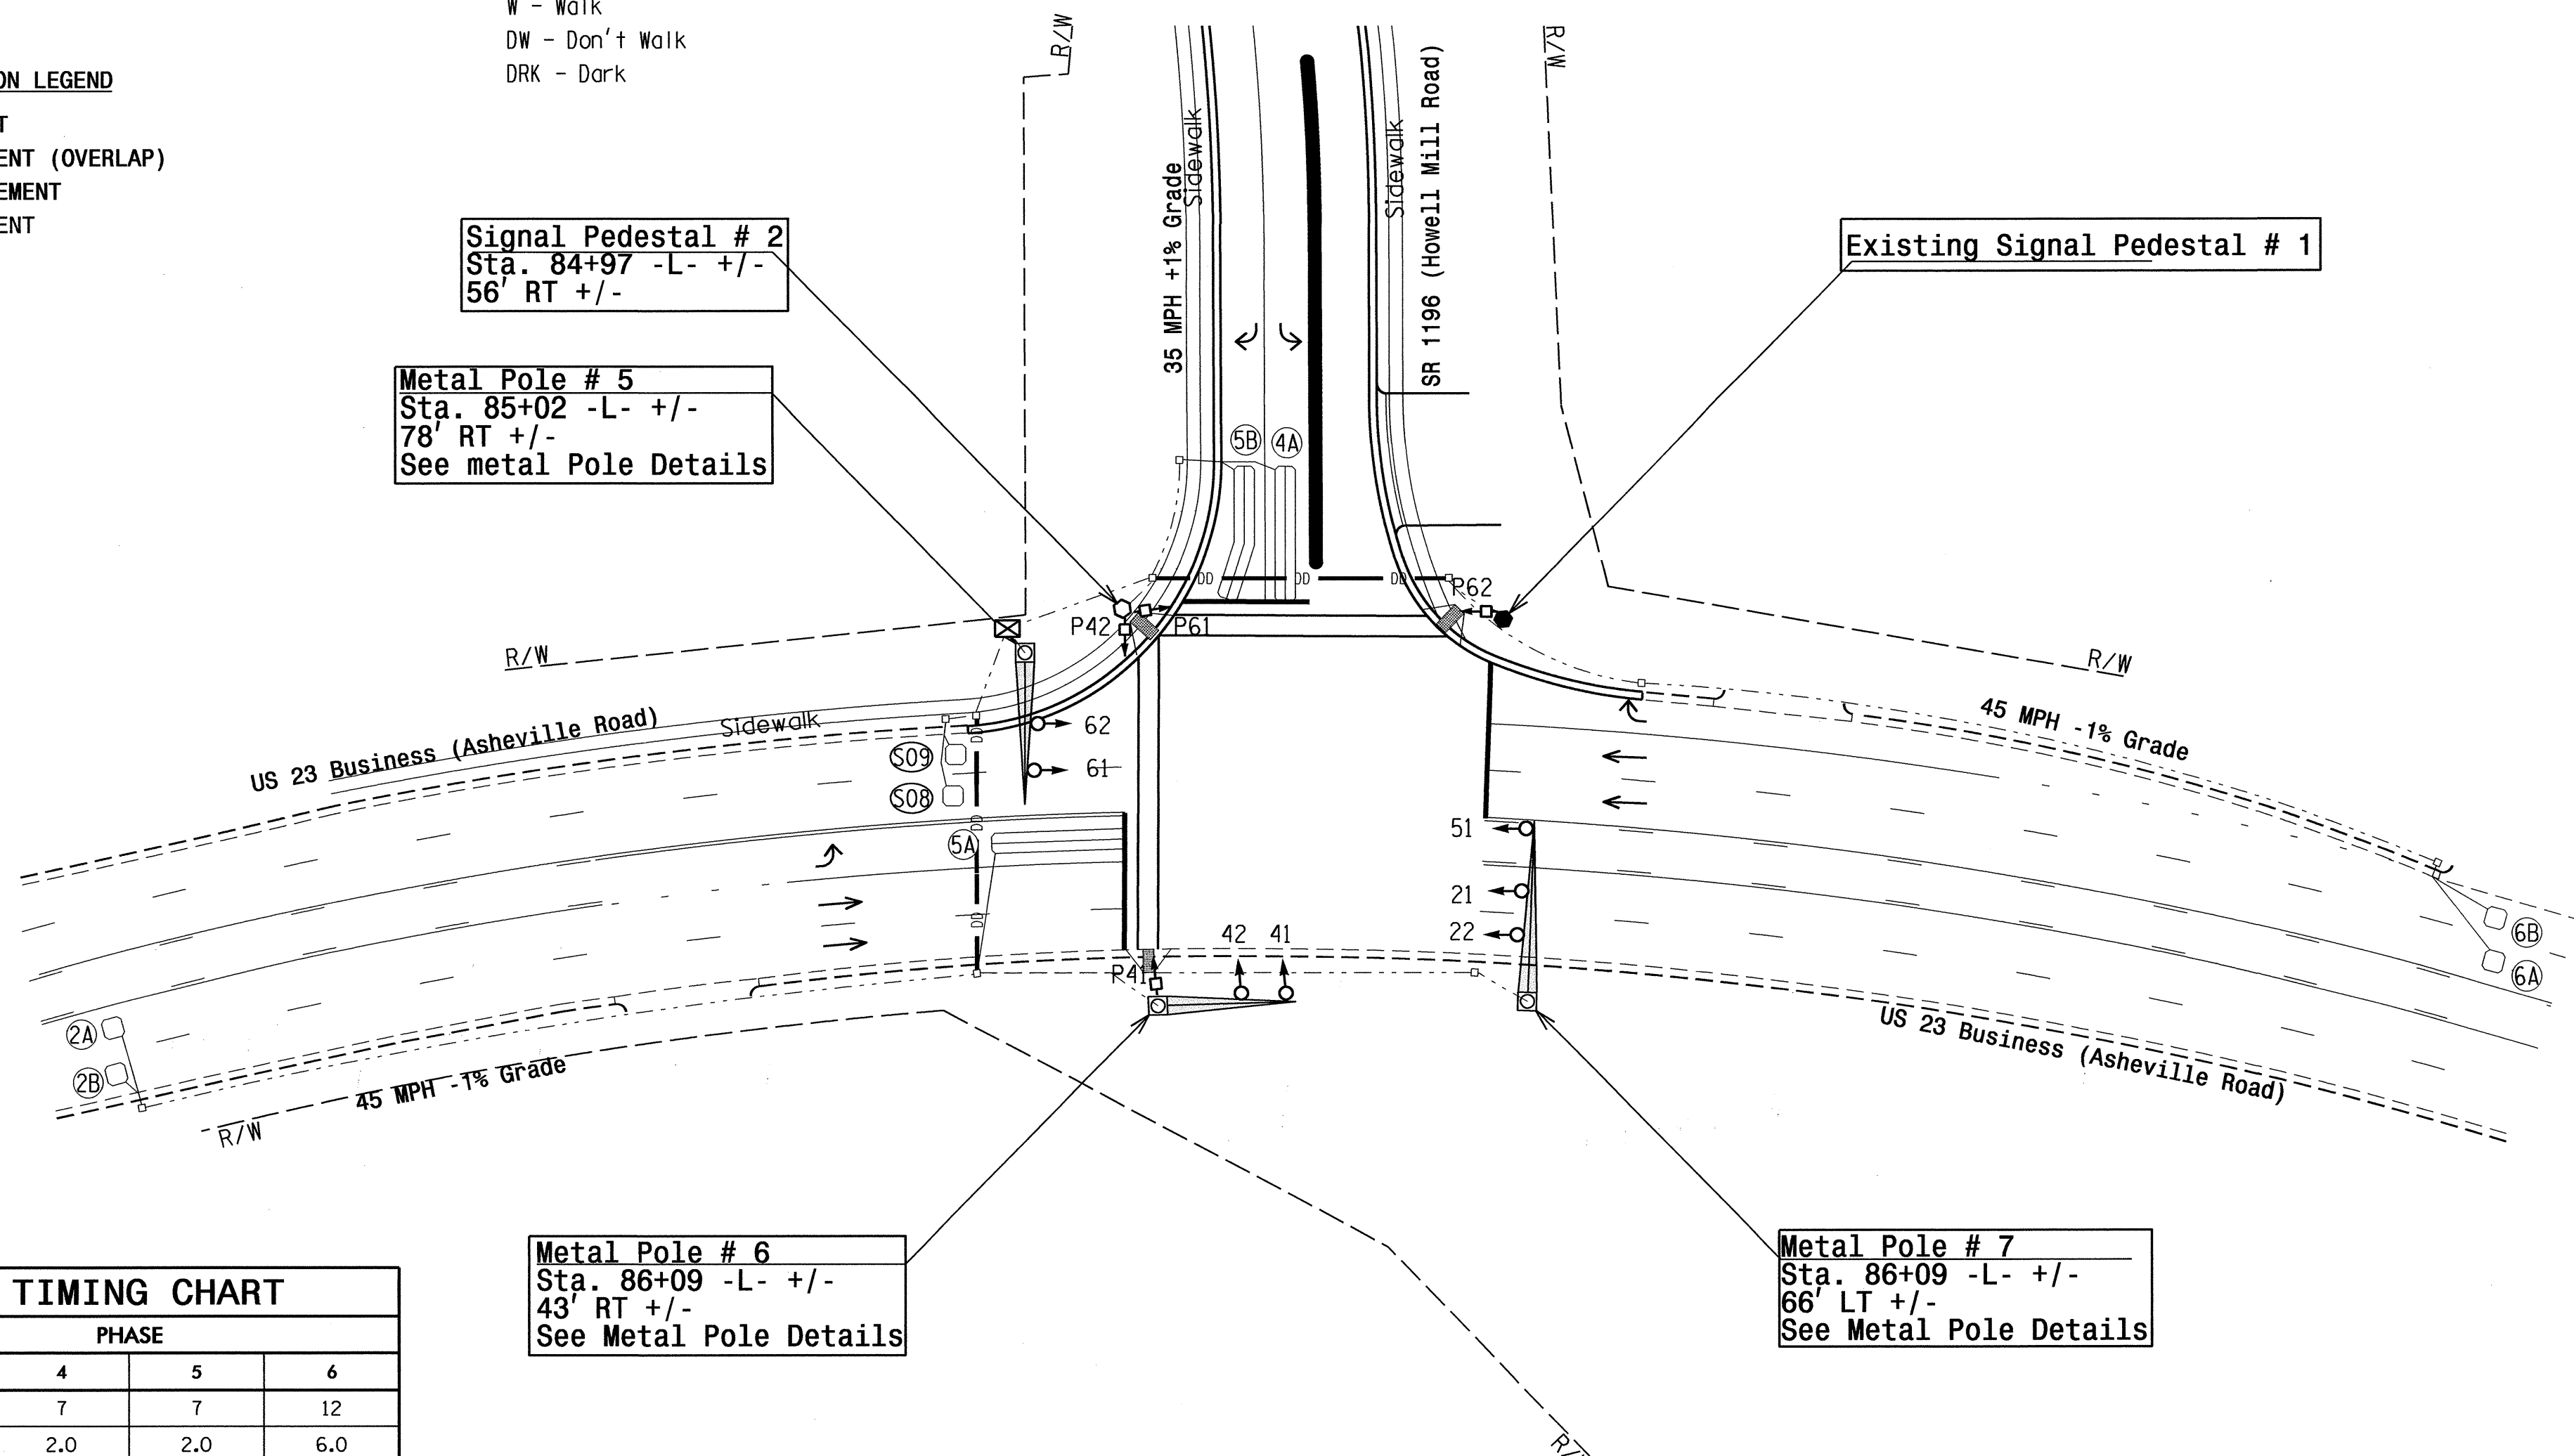 W - Walk
DW - Don't Walk
DRK - Dark
ON LEGEND
T
ENT (OVERLAP)
EMENT
ENT
R/W
R/W
Sidewalk
35 MPH +1% Grade
Sidewalk
SR 1196 (Howell Mill Road)
Signal Pedestal # 2
Sta. 84+97 -L- +/-
56' RT +/-
Existing Signal Pedestal # 1
Metal Pole # 5
Sta. 85+02 -L- +/-
78' RT +/-
See metal Pole Details
5B
4A
DD
DD
DD
P62
P42
P61
R/W
R/W
US 23 Business (Asheville Road)
Sidewalk
45 MPH -1% Grade
62
61
S09
S08
5A
51
21
22
42
41
P41
6B
6A
2A
2B
45 MPH -1% Grade
R/W
US 23 Business (Asheville Road)
Metal Pole # 6
Sta. 86+09 -L- +/-
43' RT +/-
See Metal Pole Details
Metal Pole # 7
Sta. 86+09 -L- +/-
66' LT +/-
See Metal Pole Details
TIMING CHART
PHASE
4 5 6
7 7 12
2.0 2.0 6.0